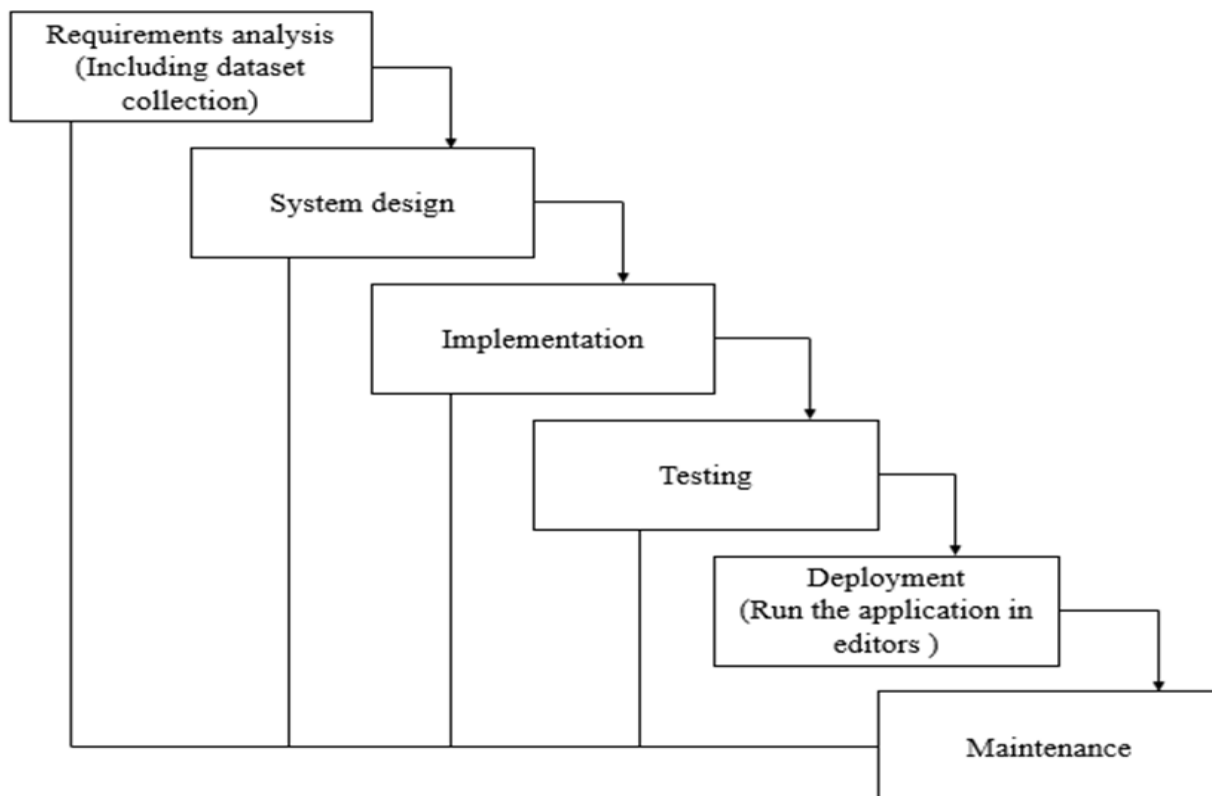 Requirements analysis
(Including dataset
collection)
System design
Implementation
Testing
Deployment
(Run the application in
editors )
Maintenance